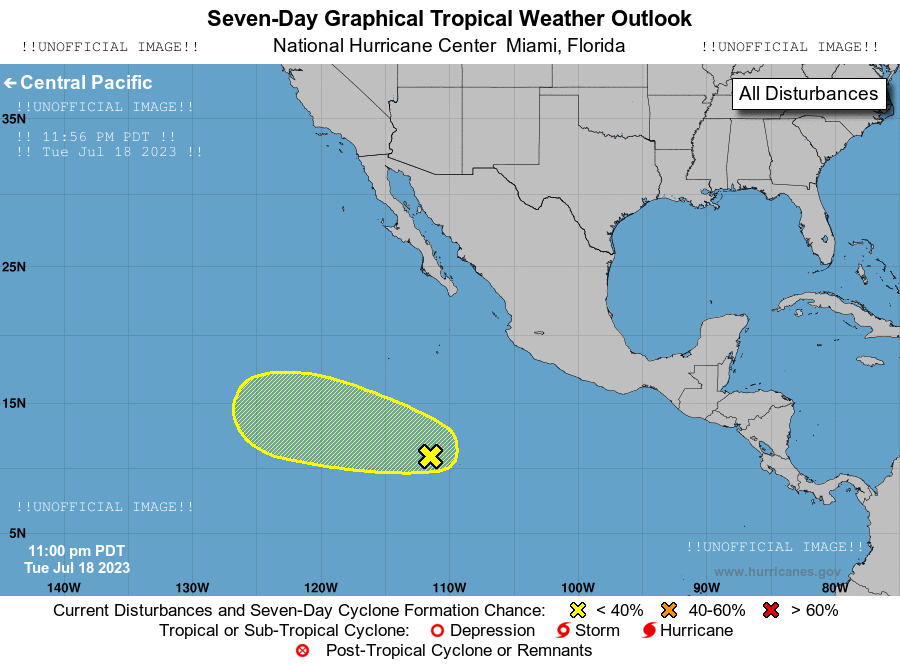 Seven-Day Graphical Tropical Weather Outlook
!!UNOFFICIAL IMAGE!! National Hurricane Center Miami, Florida !!UNOFFICIAL IMAGE!!
← Central Pacific
All Disturbances
!!UNOFFICIAL IMAGE!!
35N
!! 11:56 PM PDT !!
!! Tue Jul 18 2023 !!
25N
15N
!!UNOFFICIAL IMAGE!!
5N
!!UNOFFICIAL IMAGE!!
11:00 pm PDT
Tue Jul 18 2023
www.hurricanes.gov
140W 130W 120W 110W 100W 90W 80W
Current Disturbances and Seven-Day Cyclone Formation Chance: < 40% 40-60% > 60%
Tropical or Sub-Tropical Cyclone: Depression Storm Hurricane
Post-Tropical Cyclone or Remnants